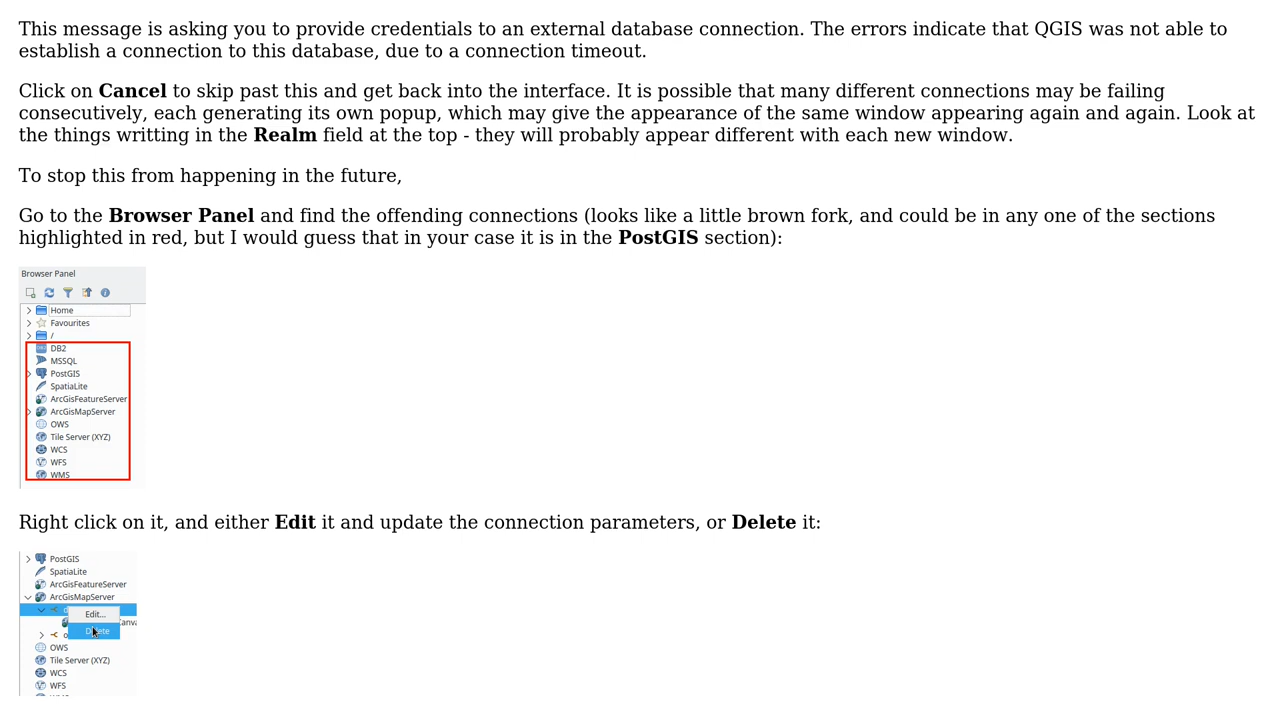 This message is asking you to provide credentials to an external database connection. The errors indicate that QGIS was not able to
establish a connection to this database, due to a connection timeout.
Click on Cancel to skip past this and get back into the interface. It is possible that many different connections may be failing
consecutively, each generating its own popup, which may give the appearance of the same window appearing again and again. Look at
the things writting in the Realm field at the top - they will probably appear different with each new window.
To stop this from happening in the future,
Go to the Browser Panel and find the offending connections (looks like a little brown fork, and could be in any one of the sections
highlighted in red, but I would guess that in your case it is in the PostGIS section):
Browser Panel
Home
Favourites
/
DB2
MSSQL
PostGIS
SpatiaLite
ArcGisFeatureServer
ArcGisMapServer
OWS
Tile Server (XYZ)
WCS
WFS
WMS
Right click on it, and either Edit it and update the connection parameters, or Delete it:
PostGIS
SpatiaLite
ArcGisFeatureServer
ArcGisMapServer
Edit...
Delete
OWS
Tile Server (XYZ)
WCS
WFS